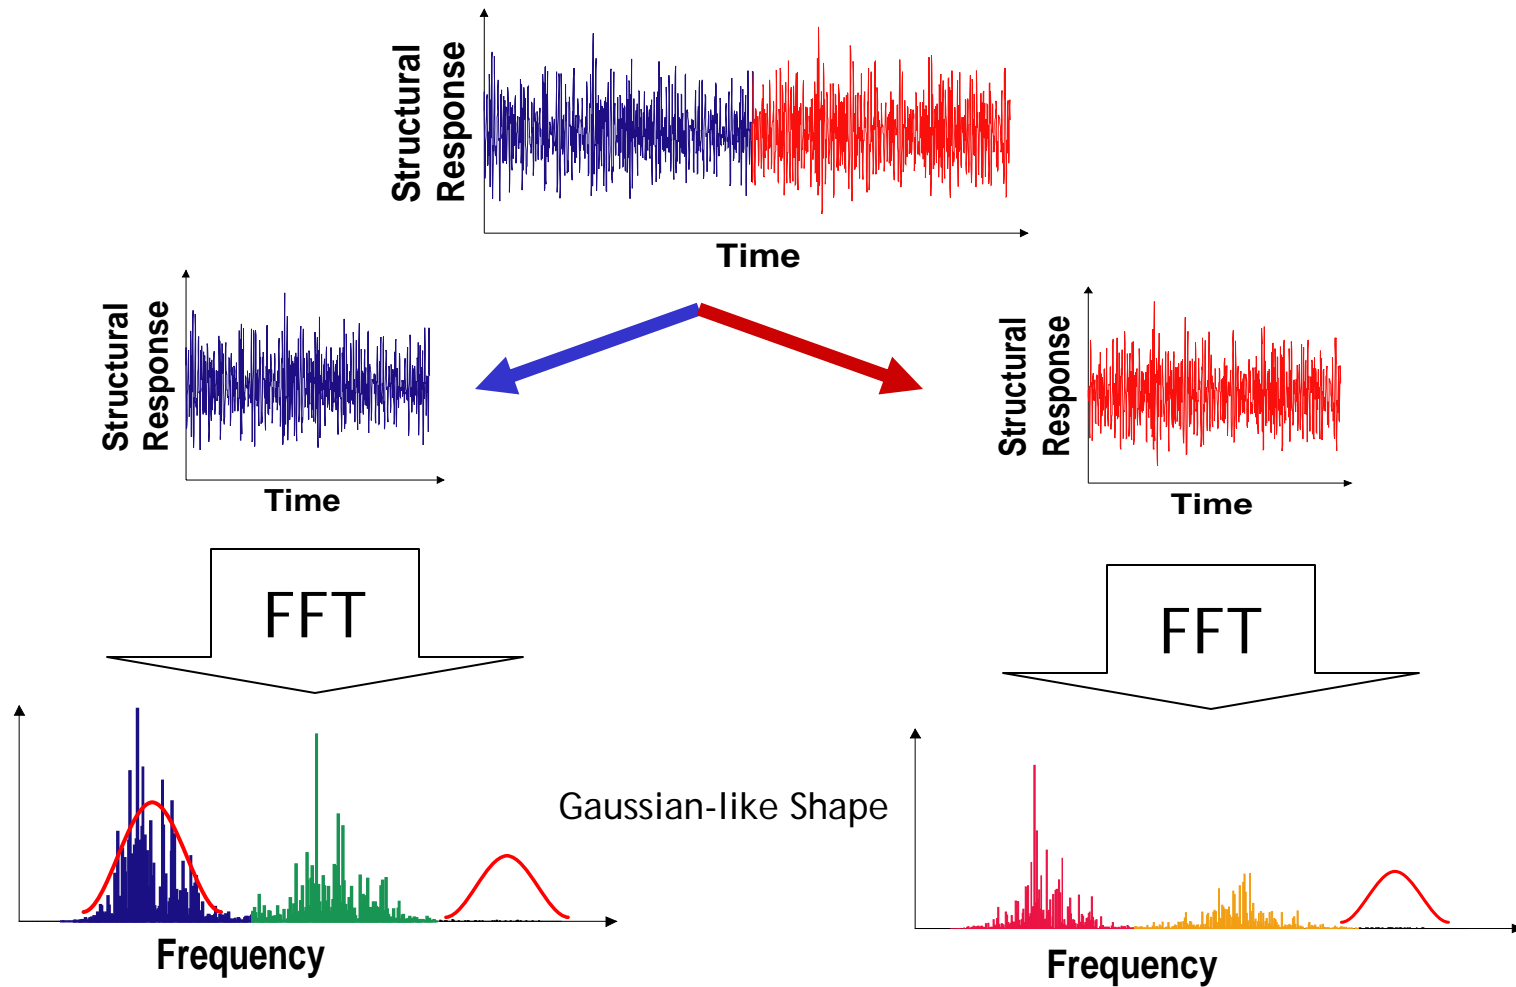 Structural
Response
Time
Structural
Response
Time
Structural
Response
Time
FFT
FFT
Gaussian-like Shape
Frequency
Frequency